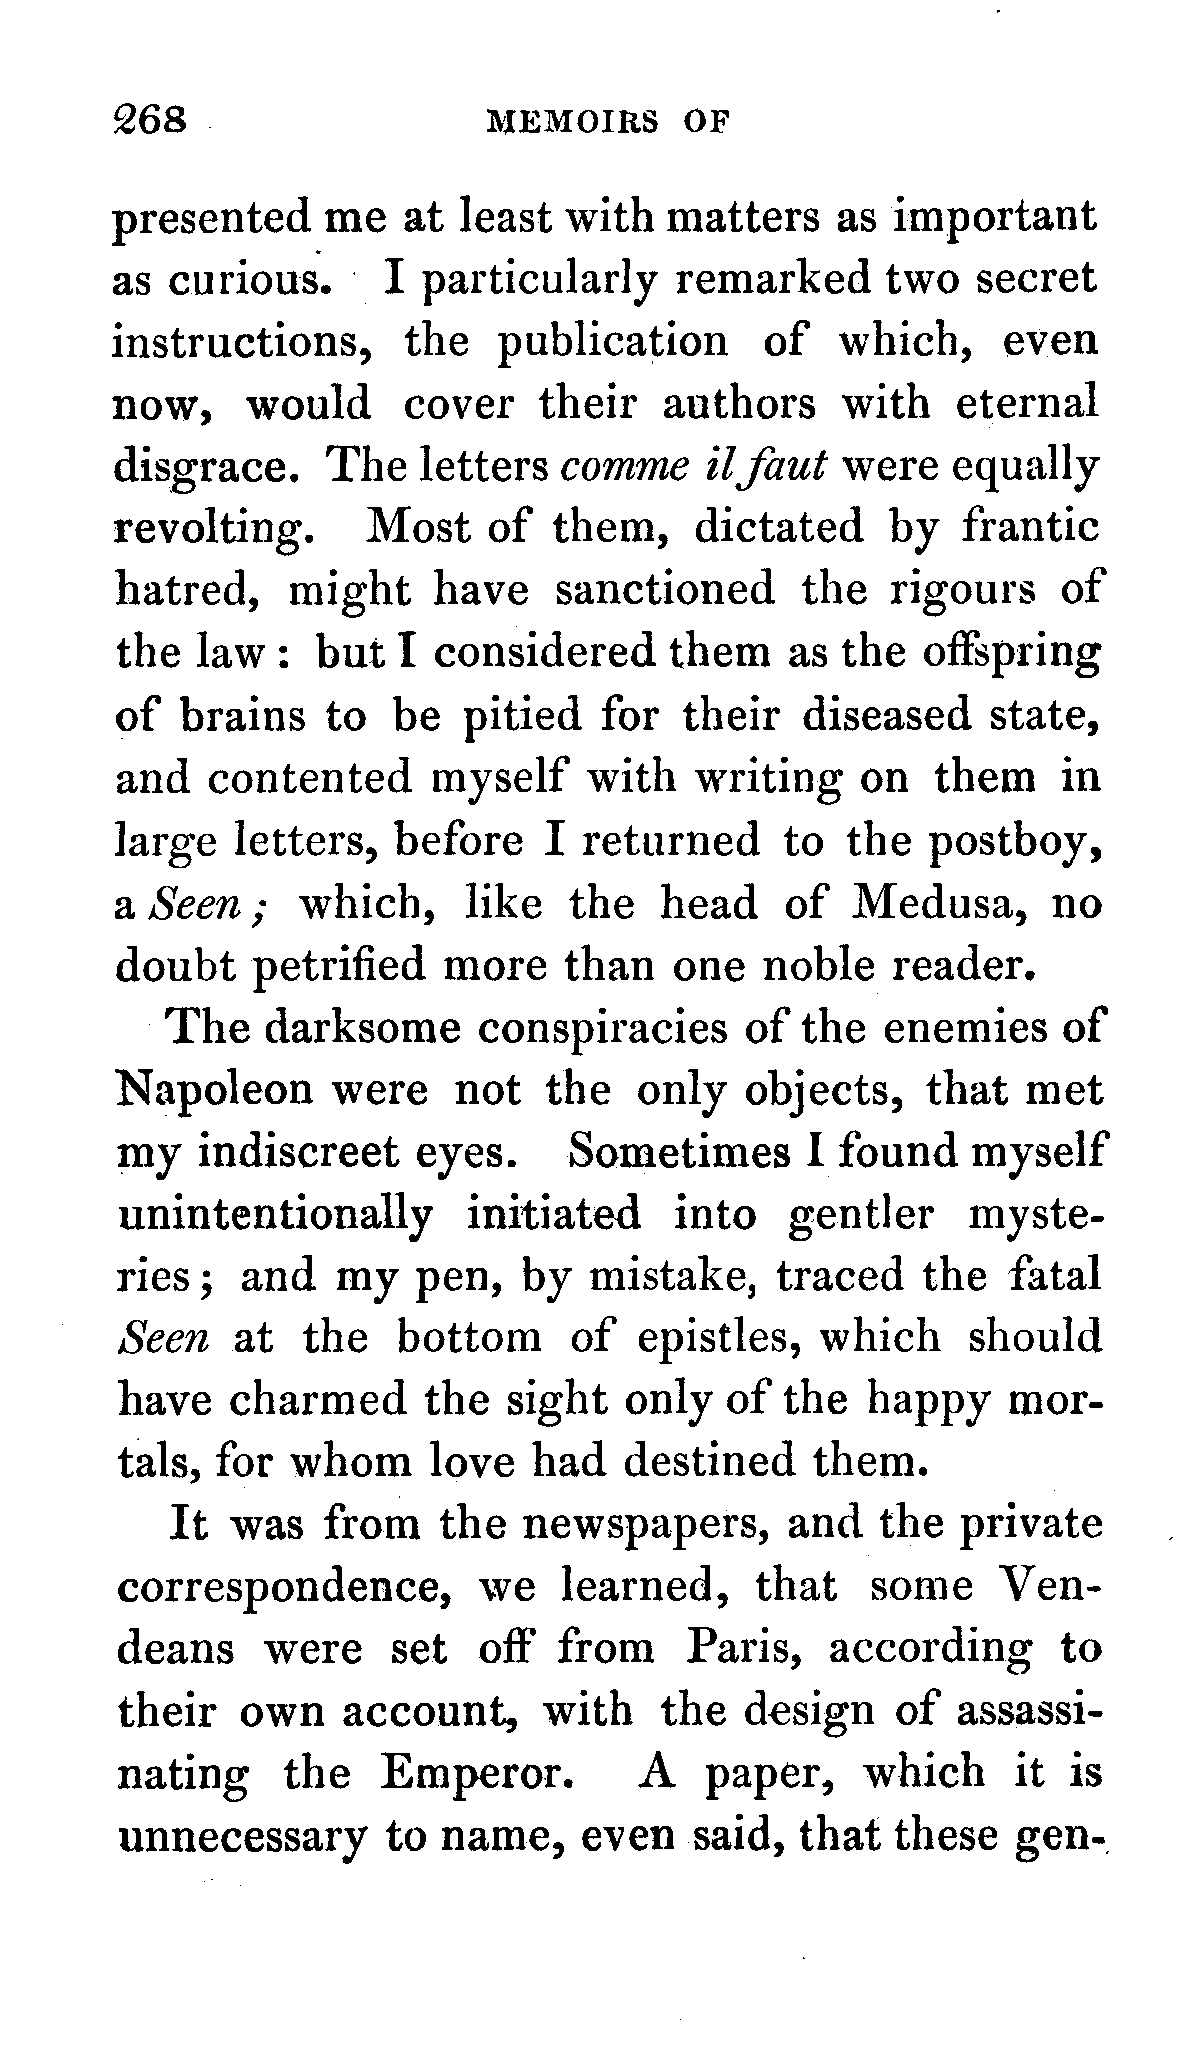 268 MEMOIRS OF
presented me at least with matters as important
as curious. I particularly remarked two secret
instructions, the publication of which, even
now, would cover their authors with eternal
disgrace. The letters comme il faut were equally
revolting. Most of them, dictated by frantic
hatred, might have sanctioned the rigours of
the law : but I considered them as the offspring
of brains to be pitied for their diseased state,
and contented myself with writing on them in
large letters, before I returned to the postboy,
a Seen ; which, like the head of Medusa, no
doubt petrified more than one noble reader.
The darksome conspiracies of the enemies of
Napoleon were not the only objects, that met
my indiscreet eyes. Sometimes I found myself
unintentionally initiated into gentler myste-
ries ; and my pen, by mistake, traced the fatal
Seen at the bottom of epistles, which should
have charmed the sight only of the happy mor-
tals, for whom love had destined them.
It was from the newspapers, and the private
correspondence, we learned, that some Ven-
deans were set off from Paris, according to
their own account, with the design of assassi-
nating the Emperor. A paper, which it is
unnecessary to name, even said, that these gen-